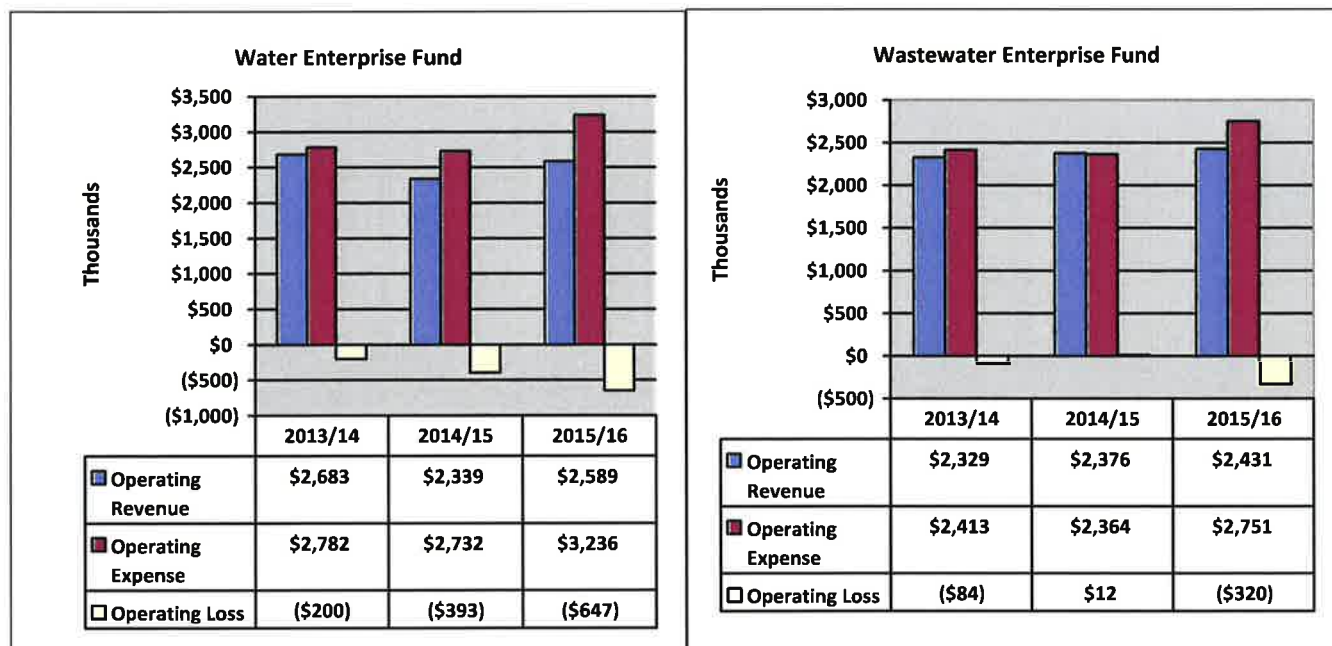 Water Enterprise Fund
Thousands
$3,500
$3,000
$2,500
$2,000
$1,500
$1,000
$500
$0
($500)
($1,000)
2013/14 2014/15 2015/16
Operating Revenue $2,683 $2,339 $2,589
Operating Expense $2,782 $2,732 $3,236
Operating Loss ($200) ($393) ($647)
Wastewater Enterprise Fund
Thousands
$3,000
$2,500
$2,000
$1,500
$1,000
$500
$0
($500)
2013/14 2014/15 2015/16
Operating Revenue $2,329 $2,376 $2,431
Operating Expense $2,413 $2,364 $2,751
Operating Loss ($84) $12 ($320)